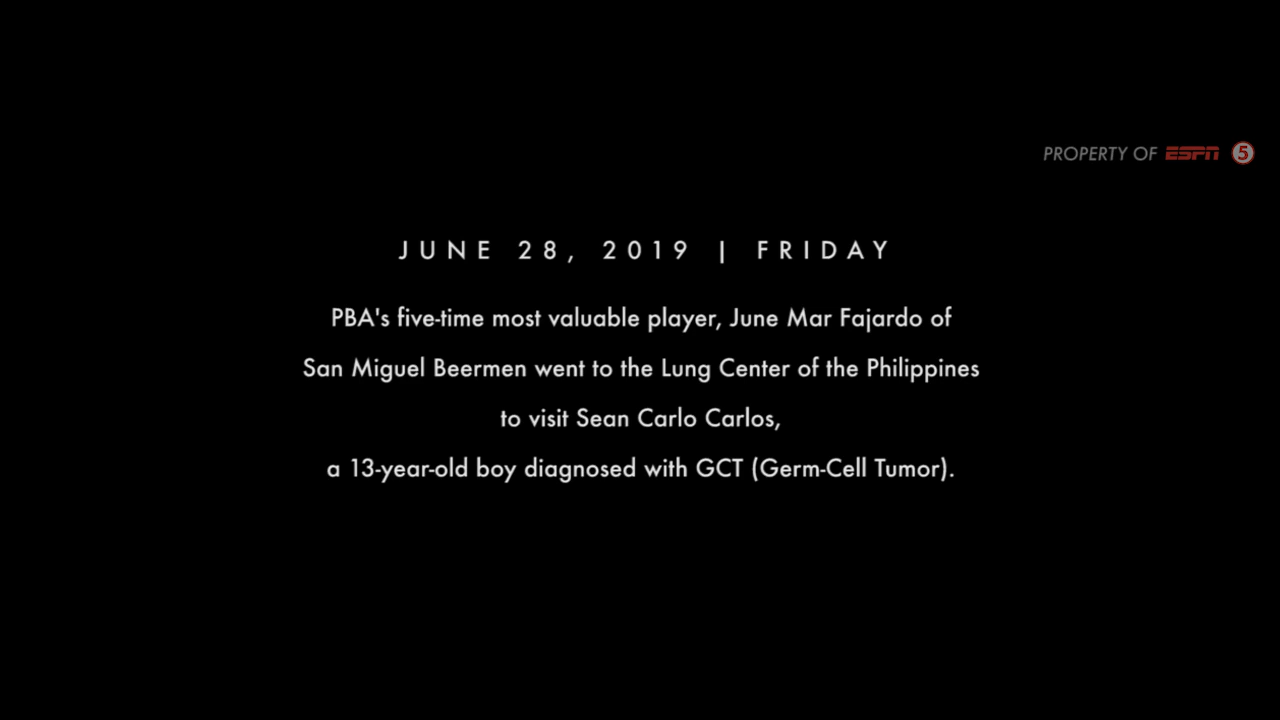 PROPERTY OF ESPN 5
JUNE 28, 2019 | FRIDAY
PBA's five-time most valuable player, June Mar Fajardo of
San Miguel Beermen went to the Lung Center of the Philippines
to visit Sean Carlo Carlos,
a 13-year-old boy diagnosed with GCT (Germ-Cell Tumor).